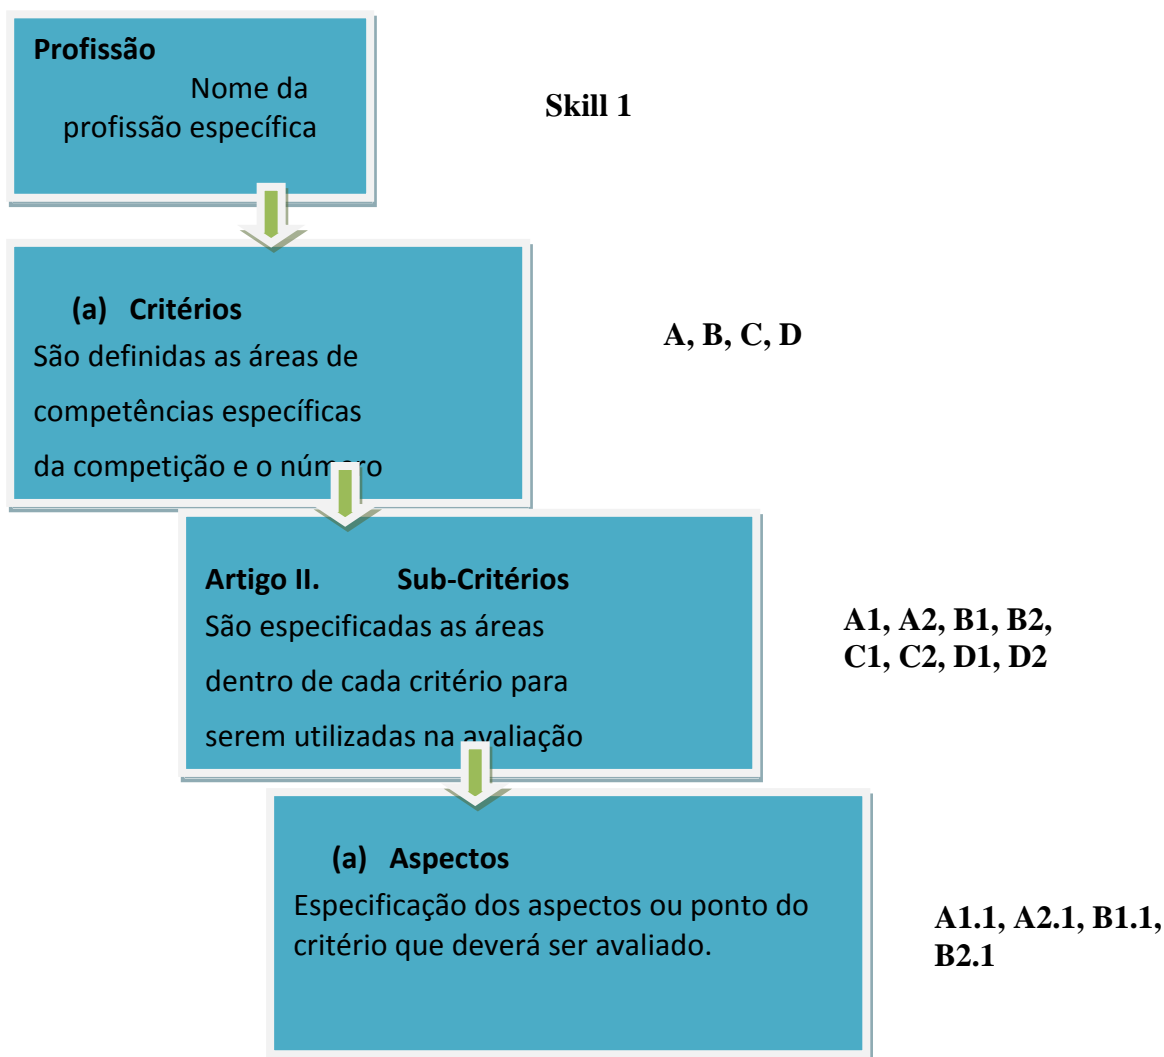 Profissão
Nome da
profissão específica
Skill 1
(a) Critérios
São definidas as áreas de
competências específicas
da competição e o número
A, B, C, D
Artigo II. Sub-Critérios
São especificadas as áreas
dentro de cada critério para
serem utilizadas na avaliação
A1, A2, B1, B2,
C1, C2, D1, D2
(a) Aspectos
Especificação dos aspectos ou ponto do
critério que deverá ser avaliado.
A1.1, A2.1, B1.1,
B2.1